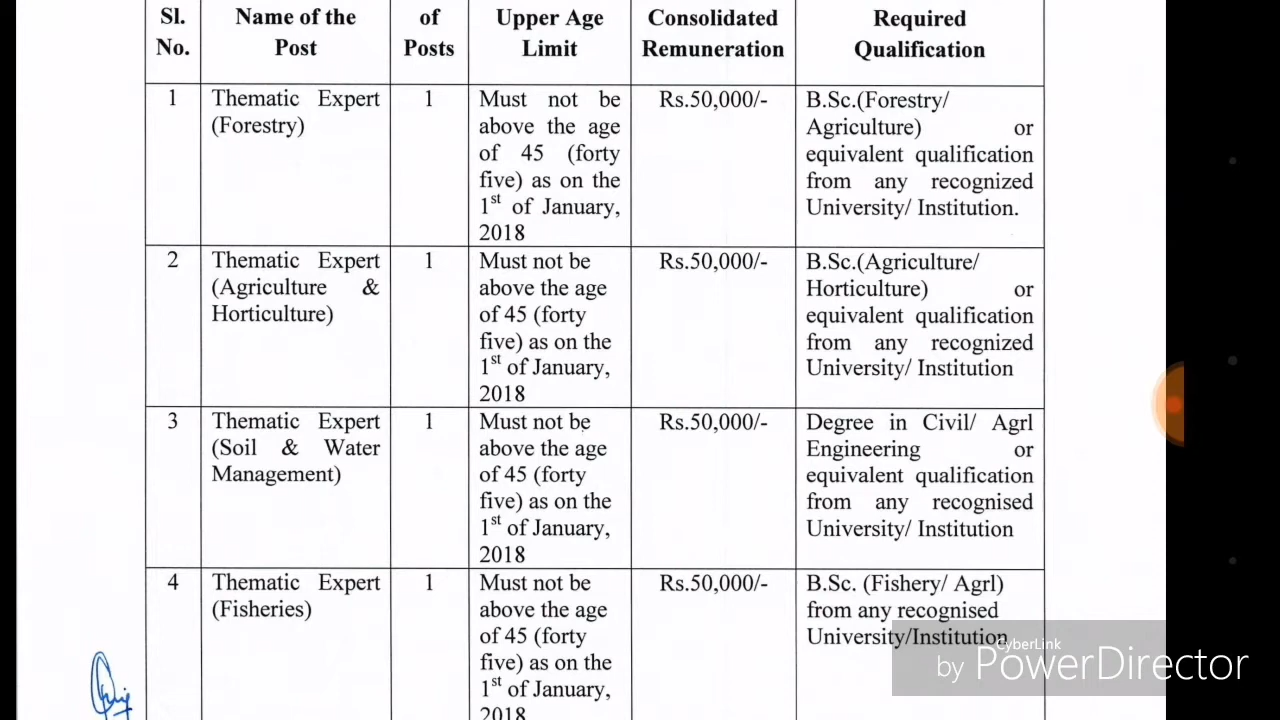 Sl. No.
Name of the Post
of Posts
Upper Age Limit
Consolidated Remuneration
Required Qualification
1
Thematic Expert
(Forestry)
1
Must not be
above the age
of 45 (forty
five) as on the
1st of January,
2018
Rs.50,000/-
B.Sc.(Forestry/
Agriculture) or
equivalent qualification
from any recognized
University/ Institution.
2
Thematic Expert
(Agriculture &
Horticulture)
1
Must not be
above the age
of 45 (forty
five) as on the
1st of January,
2018
Rs.50,000/-
B.Sc.(Agriculture/
Horticulture) or
equivalent qualification
from any recognized
University/ Institution
3
Thematic Expert
(Soil & Water
Management)
1
Must not be
above the age
of 45 (forty
five) as on the
1st of January,
2018
Rs.50,000/-
Degree in Civil/ Agrl
Engineering or
equivalent qualification
from any recognised
University/ Institution
4
Thematic Expert
(Fisheries)
1
Must not be
above the age
of 45 (forty
five) as on the
1st of January,
2018
Rs.50,000/-
B.Sc. (Fishery/ Agrl)
from any recognised
University/Institution
CyberLink
by PowerDirector